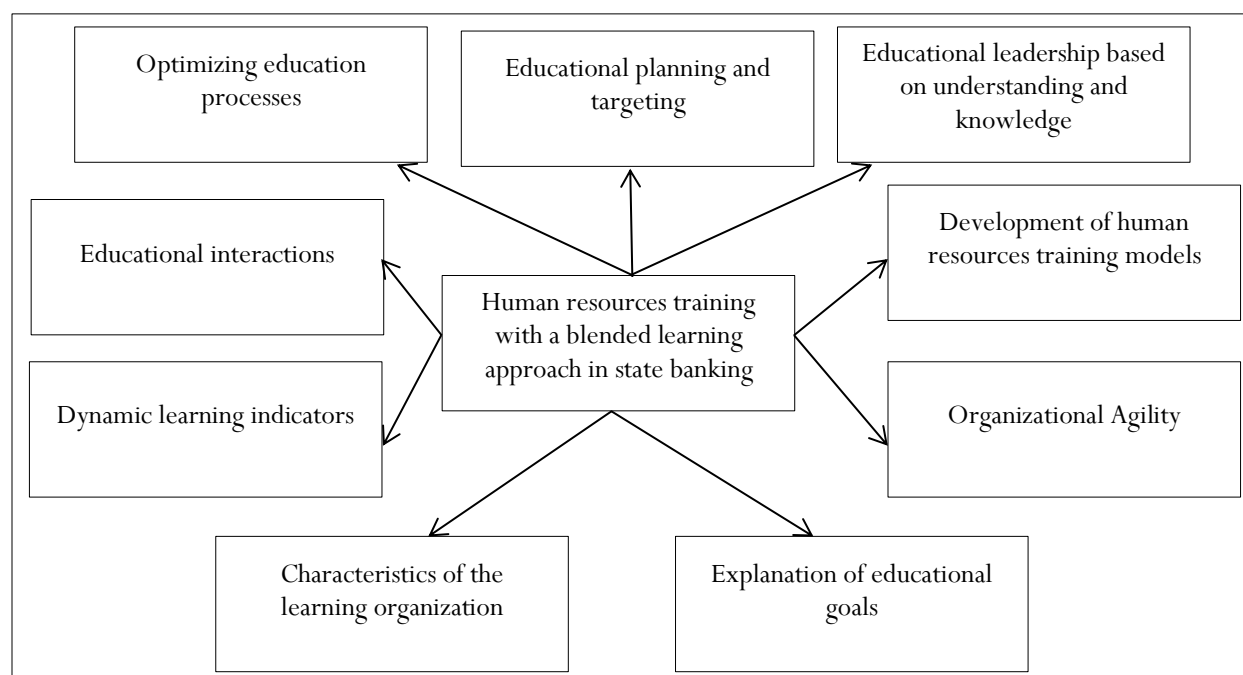 Optimizing education
processes
Educational planning and
targeting
Educational leadership based
on understanding and
knowledge
Educational interactions
Development of human
resources training models
Human resources training
with a blended learning
approach in state banking
Dynamic learning indicators
Organizational Agility
Characteristics of the
learning organization
Explanation of educational
goals